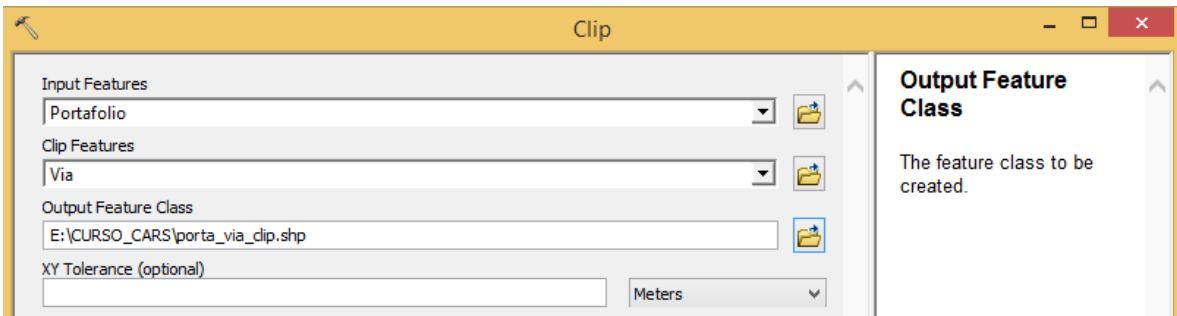 Clip
Input Features
Portafolio
Clip Features
Via
Output Feature Class
E:\CURSO_CARS\porta_via_clip.shp
XY Tolerance (optional)
Meters
Output Feature
Class
The feature class to be
created.